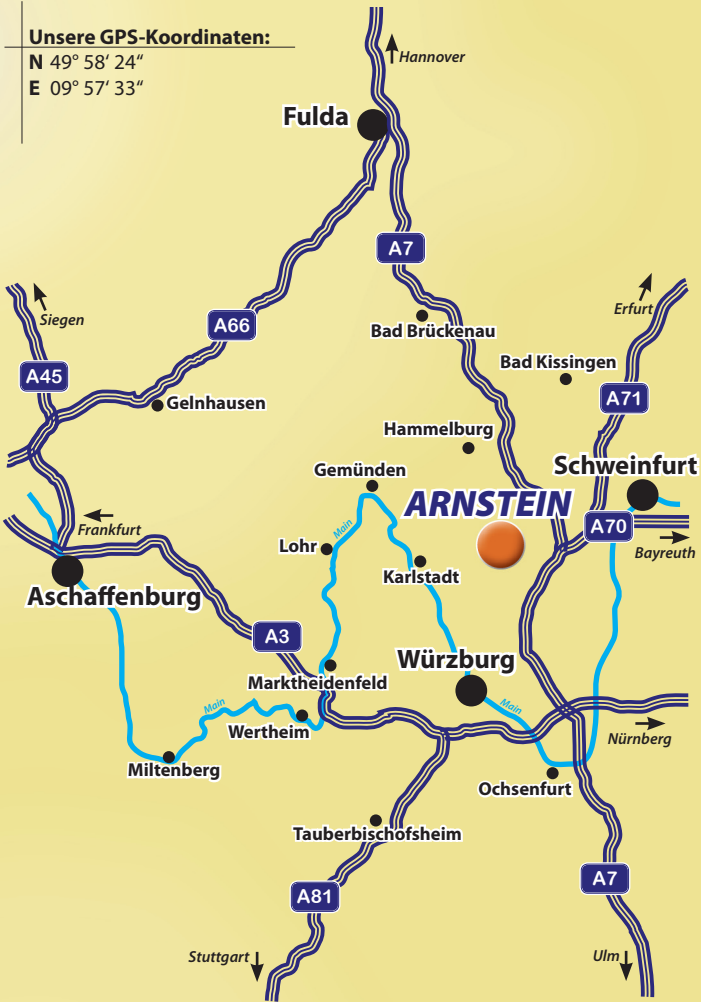 Unsere GPS-Koordinaten:
N 49° 58‘ 24“
E 09° 57‘ 33“
Hannover
Fulda
A7
Siegen
Erfurt
A66
Bad Brückenau
Bad Kissingen
A45
A71
Gelnhausen
Hammelburg
Schweinfurt
Gemünden
ARNSTEIN
Frankfurt
Main
A70
Lohr
Bayreuth
Karlstadt
Aschaffenburg
A3
Würzburg
Marktheidenfeld
Main
Main
Wertheim
Nürnberg
Miltenberg
Ochsenfurt
Tauberbischofsheim
A7
A81
Stuttgart
Ulm